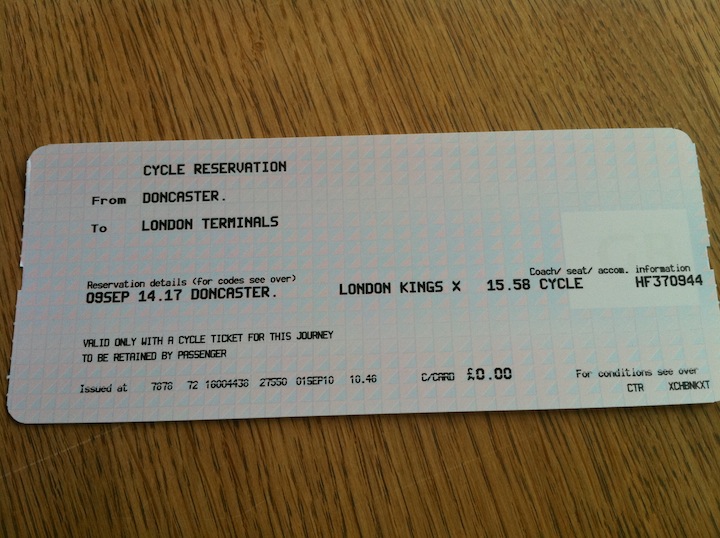 CYCLE RESERVATION
From DONCASTER.
To LONDON TERMINALS
Coach/ seat/ accom. information
Reservation details (for codes see over)
09SEP 14.17 DONCASTER. LONDON KINGS X 15.58 CYCLE HF370944
VALID ONLY WITH A CYCLE TICKET FOR THIS JOURNEY
TO BE RETAINED BY PASSENGER
Issued at 7878 72 16004438 27550 01SEP10 10.46 C/CARD £0.00 For conditions see over
CTR XCHBNKXT